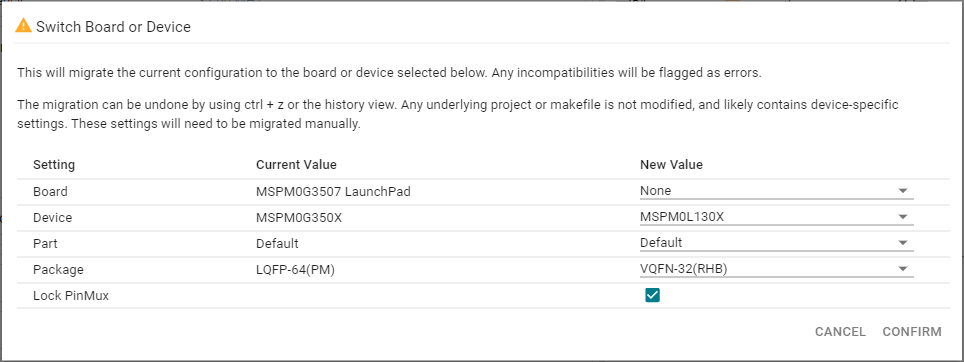 Switch Board or Device
This will migrate the current configuration to the board or device selected below. Any incompatibilities will be flagged as errors.
The migration can be undone by using ctrl + z or the history view. Any underlying project or makefile is not modified, and likely contains device-specific
settings. These settings will need to be migrated manually.
Setting Current Value New Value
Board MSPM0G3507 LaunchPad None
Device MSPM0G350X MSPM0L130X
Part Default Default
Package LQFP-64(PM) VQFN-32(RHB)
Lock PinMux
CANCEL CONFIRM